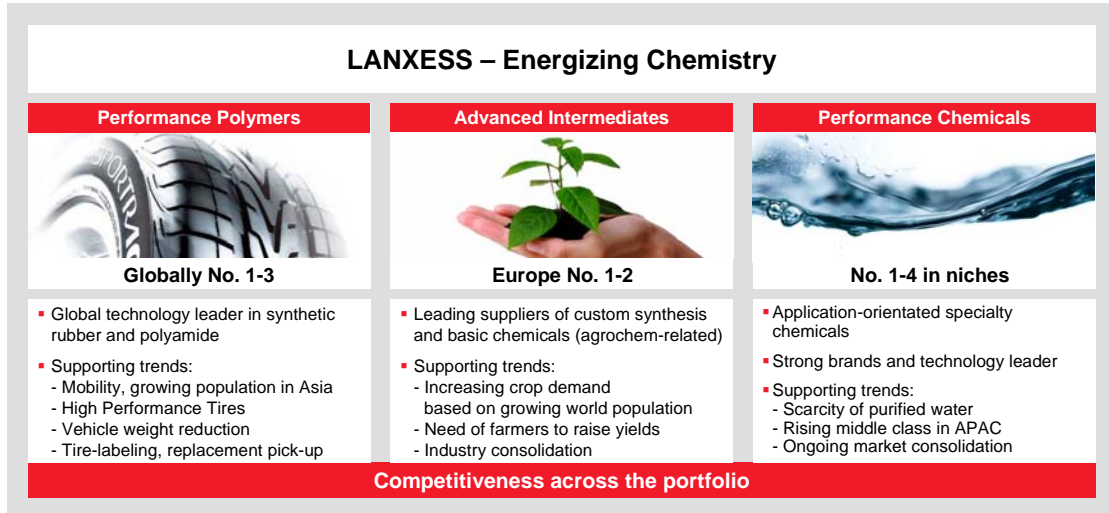 LANXESS – Energizing Chemistry
Performance Polymers
SPORTRAC
Globally No. 1-3
▪ Global technology leader in synthetic
rubber and polyamide
▪ Supporting trends:
- Mobility, growing population in Asia
- High Performance Tires
- Vehicle weight reduction
- Tire-labeling, replacement pick-up
Advanced Intermediates
Europe No. 1-2
▪ Leading suppliers of custom synthesis
and basic chemicals (agrochem-related)
▪ Supporting trends:
- Increasing crop demand
based on growing world population
- Need of farmers to raise yields
- Industry consolidation
Performance Chemicals
No. 1-4 in niches
▪ Application-orientated specialty
chemicals
▪ Strong brands and technology leader
▪ Supporting trends:
- Scarcity of purified water
- Rising middle class in APAC
- Ongoing market consolidation
Competitiveness across the portfolio